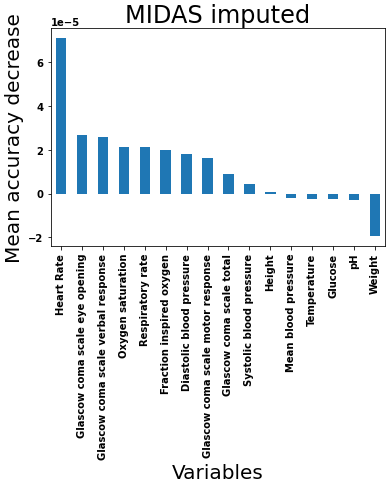 MIDAS imputed
1e−5
Mean accuracy decrease
6
4
2
0
−2
Heart Rate
Glascow coma scale eye opening
Glascow coma scale verbal response
Oxygen saturation
Respiratory rate
Fraction inspired oxygen
Diastolic blood pressure
Glascow coma scale motor response
Glascow coma scale total
Systolic blood pressure
Height
Mean blood pressure
Temperature
Glucose
pH
Weight
Variables